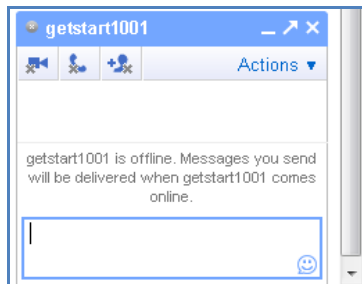 getstart1001
Actions
getstart1001 is offline. Messages you send
will be delivered when getstart1001 comes
online.